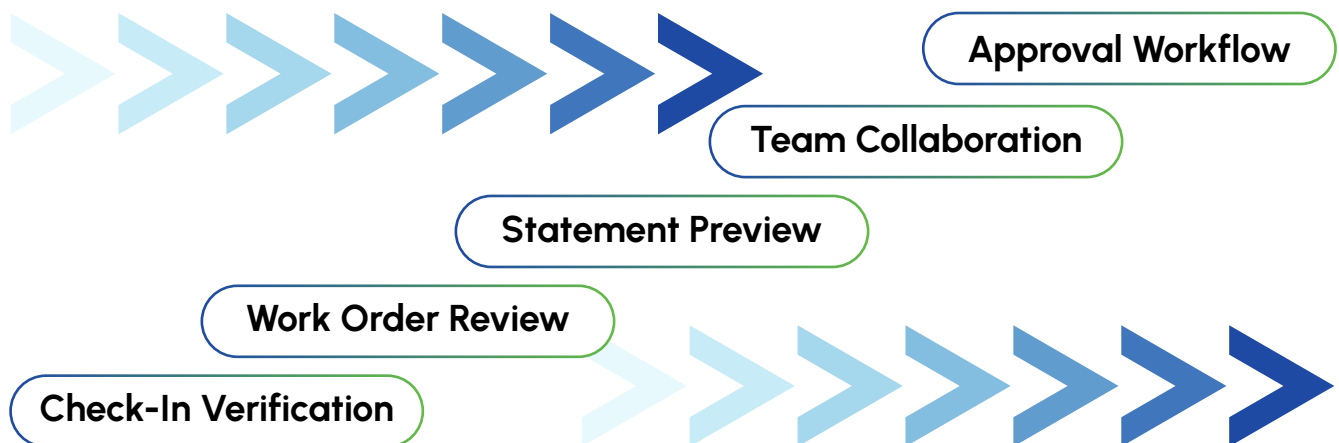 Approval Workflow
Team Collaboration
Statement Preview
Work Order Review
Check-In Verification